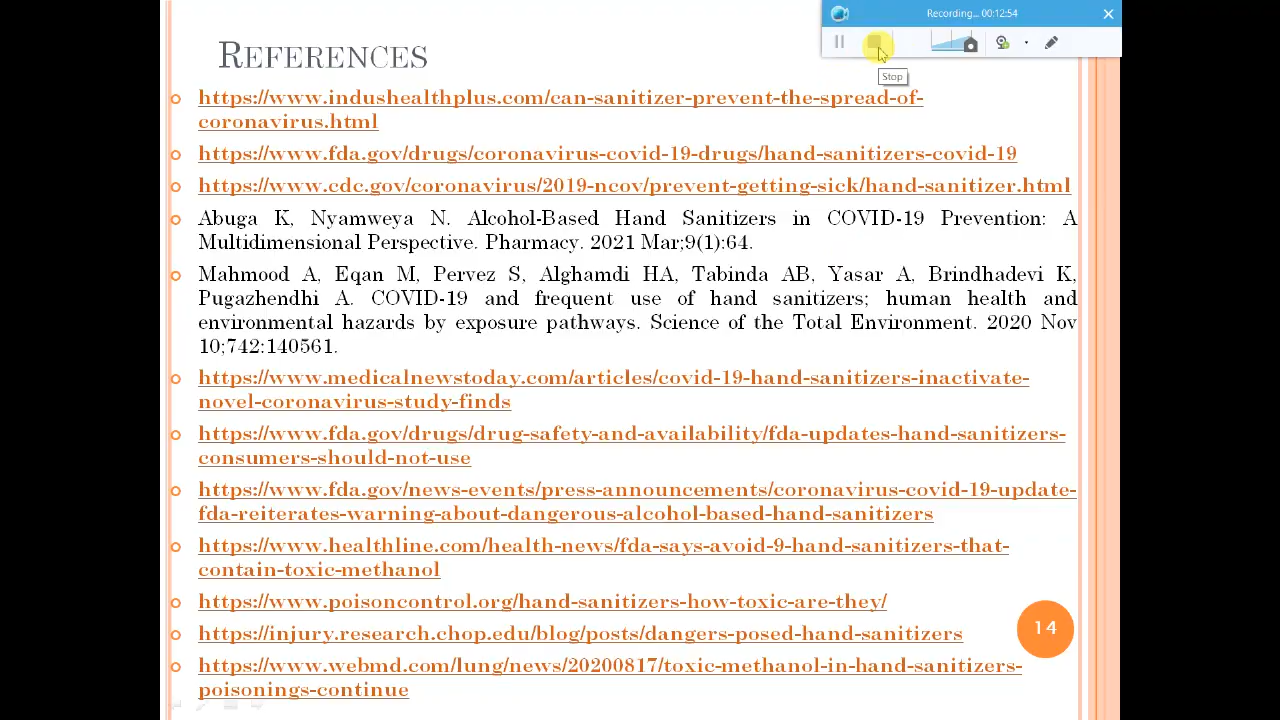 Recording... 00:12:54
Stop
REFERENCES
https://www.indushealthplus.com/can-sanitizer-prevent-the-spread-of-
coronavirus.html
https://www.fda.gov/drugs/coronavirus-covid-19-drugs/hand-sanitizers-covid-19
https://www.cdc.gov/coronavirus/2019-ncov/prevent-getting-sick/hand-sanitizer.html
Abuga K, Nyamweya N. Alcohol-Based Hand Sanitizers in COVID-19 Prevention: A
Multidimensional Perspective. Pharmacy. 2021 Mar;9(1):64.
Mahmood A, Eqan M, Pervez S, Alghamdi HA, Tabinda AB, Yasar A, Brindhadevi K,
Pugazhendhi A. COVID-19 and frequent use of hand sanitizers; human health and
environmental hazards by exposure pathways. Science of the Total Environment. 2020 Nov
10;742:140561.
https://www.medicalnewstoday.com/articles/covid-19-hand-sanitizers-inactivate-
novel-coronavirus-study-finds
https://www.fda.gov/drugs/drug-safety-and-availability/fda-updates-hand-sanitizers-
consumers-should-not-use
https://www.fda.gov/news-events/press-announcements/coronavirus-covid-19-update-
fda-reiterates-warning-about-dangerous-alcohol-based-hand-sanitizers
https://www.healthline.com/health-news/fda-says-avoid-9-hand-sanitizers-that-
contain-toxic-methanol
https://www.poisoncontrol.org/hand-sanitizers-how-toxic-are-they/
https://injury.research.chop.edu/blog/posts/dangers-posed-hand-sanitizers
https://www.webmd.com/lung/news/20200817/toxic-methanol-in-hand-sanitizers-
poisonings-continue
14